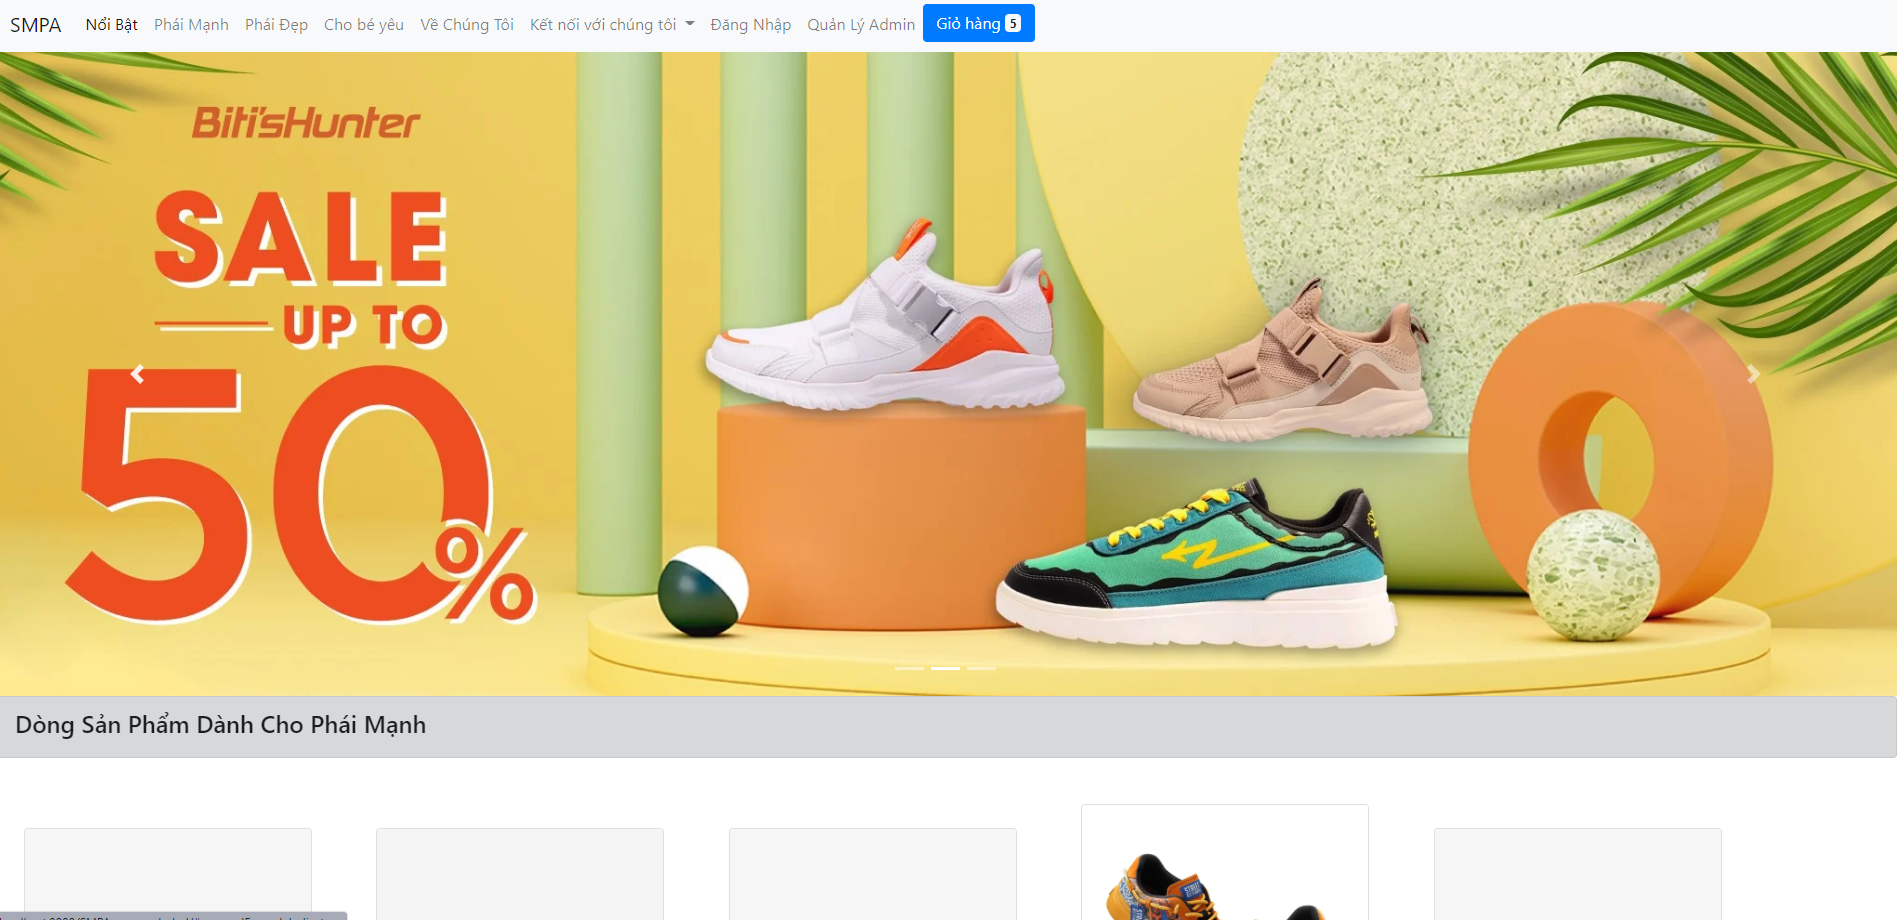 SMPA Nổi Bật Phái Mạnh Phái Đẹp Cho bé yêu Về Chúng Tôi Kết nối với chúng tôi Đăng Nhập Quản Lý Admin Giỏ hàng 5
Biti'sHunter
SALE
UP TO
50%
Dòng Sản Phẩm Dành Cho Phái Mạnh
STREET